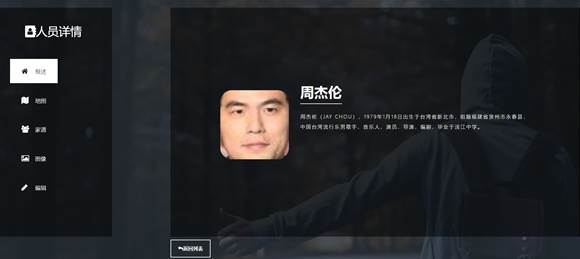 人员详情
概述
地图
家谱
图像
编辑
周杰伦
周杰伦（JAY CHOU），1979年1月18日出生于台湾省新北市，祖籍福建省泉州市永春县，
中国台湾流行乐男歌手、音乐人、演员、导演、编剧，毕业于淡江中学。
返回列表